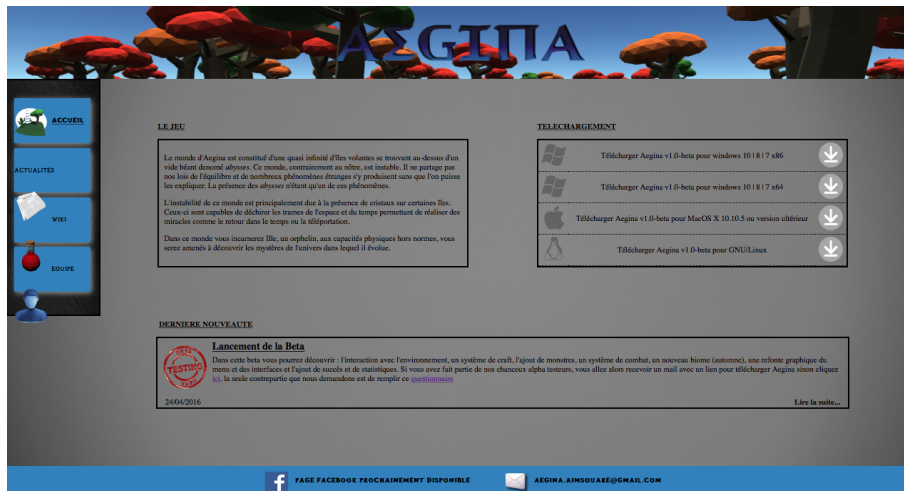 AEGINA
ACCUEIL
ACTUALITÉS
WIKI
EQUIPE
LE JEU
Le monde d'Aegina est constitoé d'une quasi infinité d'îles volantes se trouvant au-dessus d'un
vide béant denomé abysses. Ce monde, contrairement au nôtre, est instable. Il ne partage pas
nos lois de l'équilibre et de nombreux phénomènes étranges s'y produisent sans que l'on puisse
les expliquer. La présence des abysses n'étant qu'un de ces phénomènes.
L'instabilité de ce monde est principalement due à la présence de cristaux sur certaines îles.
Ceux-ci sont capables de déchirer les trames de l'espace et du temps permettant de réaliser des
miracles comme le retour dans le temps ou la téléportation.
Dans ce monde vous incarnerez Ille, un orphelin, aux capacités physiques hors normes, vous
serez amenés à découvrir les mystères de l'univers dans lequel il évolue.
TELECHARGEMENT
Télécharger Aegina v1.0-beta pour windows 10 | 8 | 7 x86
Télécharger Aegina v1.0-beta pour windows 10 | 8 | 7 x64
Télécharger Aegina v1.0-beta pour MacOS X 10.10.5 ou version ultérieur
Télécharger Aegina v1.0-beta pour GNU/Linux
DERNIERE NOUVEAUTE
BETA
TESTING
Lancement de la Beta
Dans cette beta vous pourrez découvrir : l'interaction avec l'environnement, un système de craft, l'ajout de monstres, un système de combat, un nouveau biome (automne), une refonte graphique du
menu et des interfaces et l'ajout de succès et de statistiques. Si vous avez fait partie de nos chanceux alpha testeurs, vous allez alors recevoir un mail avec un lien pour télécharger Aegina sinon cliquez
ici, la seule contrepartie que nous demandons est de remplir ce questionnaire
24/04/2016
Lire la suite...
PAGE FACEBOOK PROCHAINEMENT DISPONIBLE
AEGINA.AIMSQUARE@GMAIL.COM